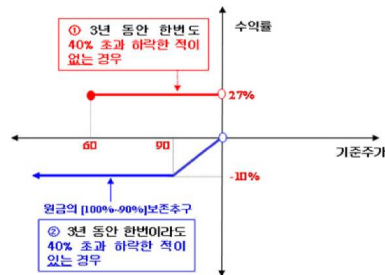 ① 3년 동안 한번도
40% 초과 하락한 적이
없는 경우
수익률
27%
60
90
기준주가
-10%
원금의 [100%~90%]보존추구
② 3년 동안 한번이라도
40% 초과 하락한 적이
있는 경우